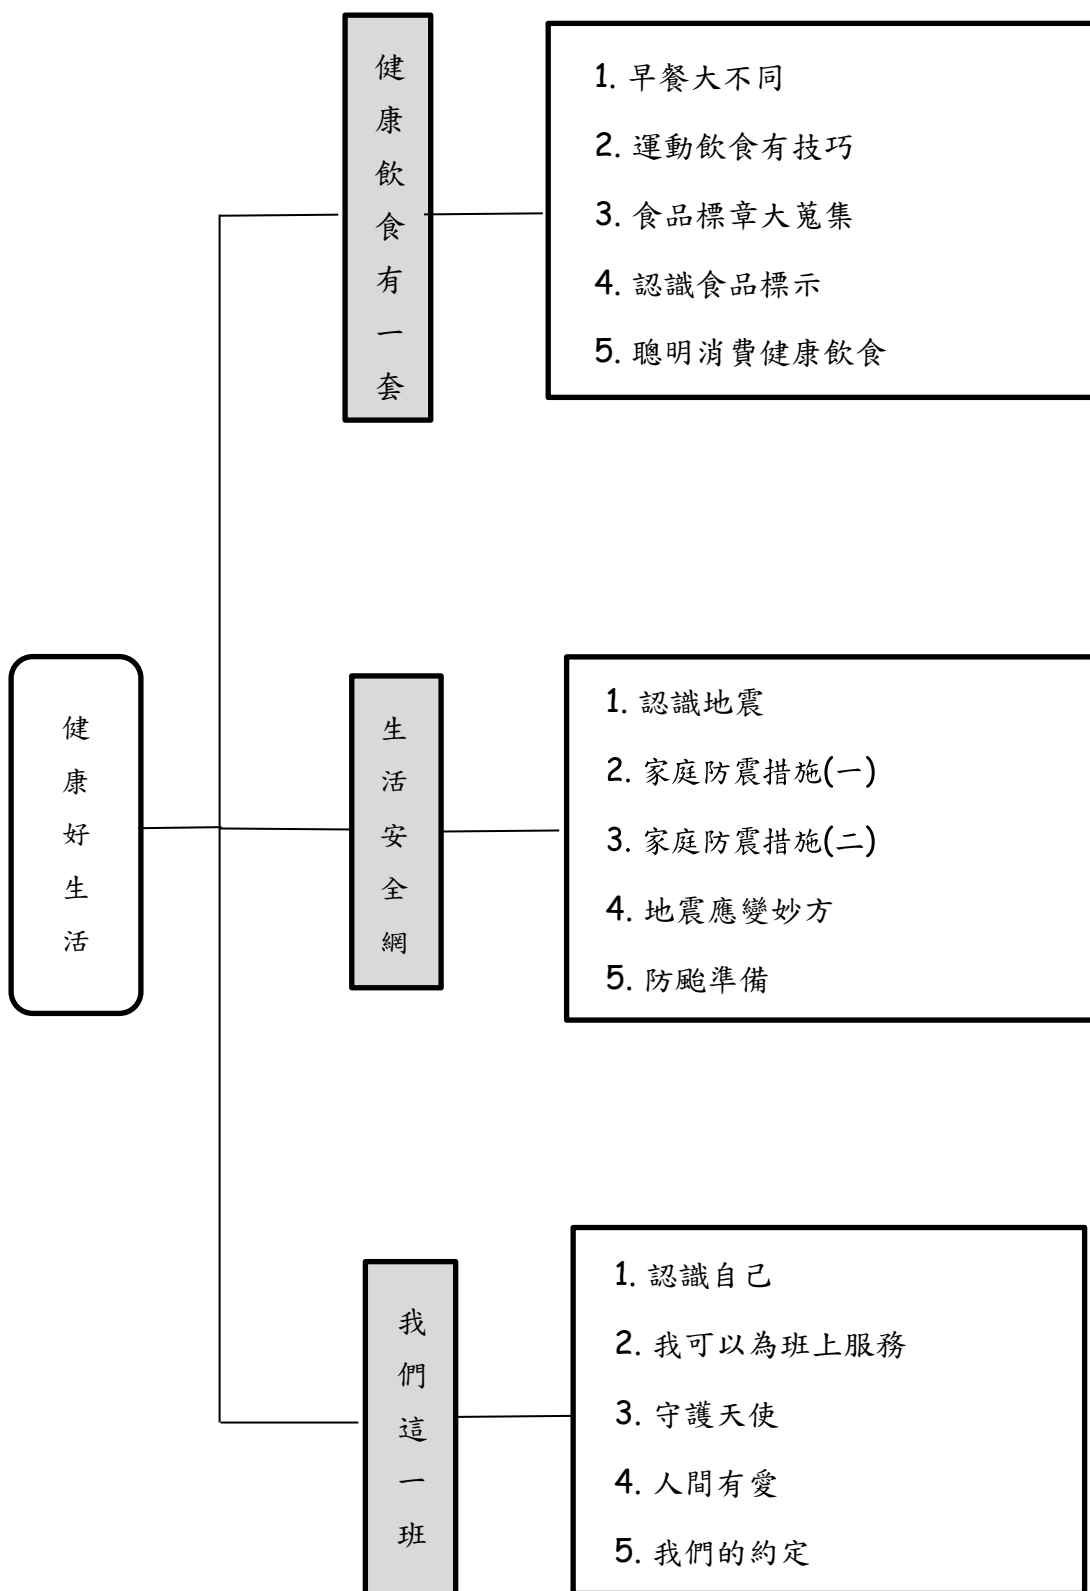 健康好生活
健康飲食有一套
1. 早餐大不同
2. 運動飲食有技巧
3. 食品標章大蒐集
4. 認識食品標示
5. 聰明消費健康飲食
生活安全網
1. 認識地震
2. 家庭防震措施(一)
3. 家庭防震措施(二)
4. 地震應變妙方
5. 防颱準備
我們這一班
1. 認識自己
2. 我可以為班上服務
3. 守護天使
4. 人間有愛
5. 我們的約定